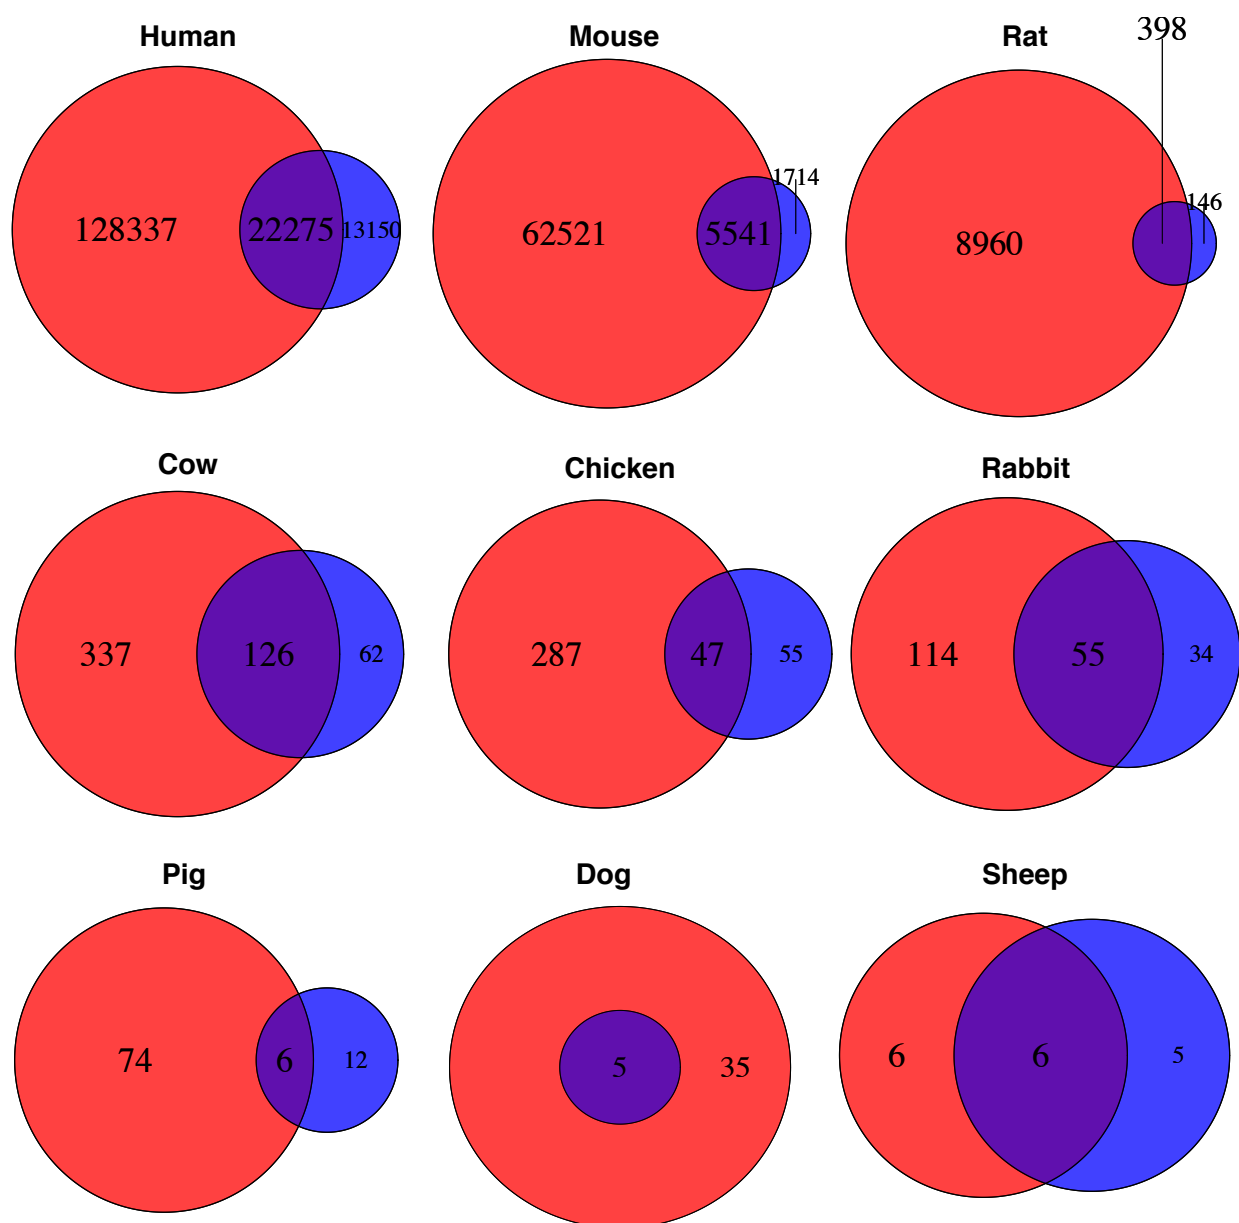 Human
128337 22275 13150
Mouse
62521 5541 1714
Rat
8960 398 146
Cow
337 126 62
Chicken
287 47 55
Rabbit
114 55 34
Pig
74 6 12
Dog
5 35
Sheep
6 6 5